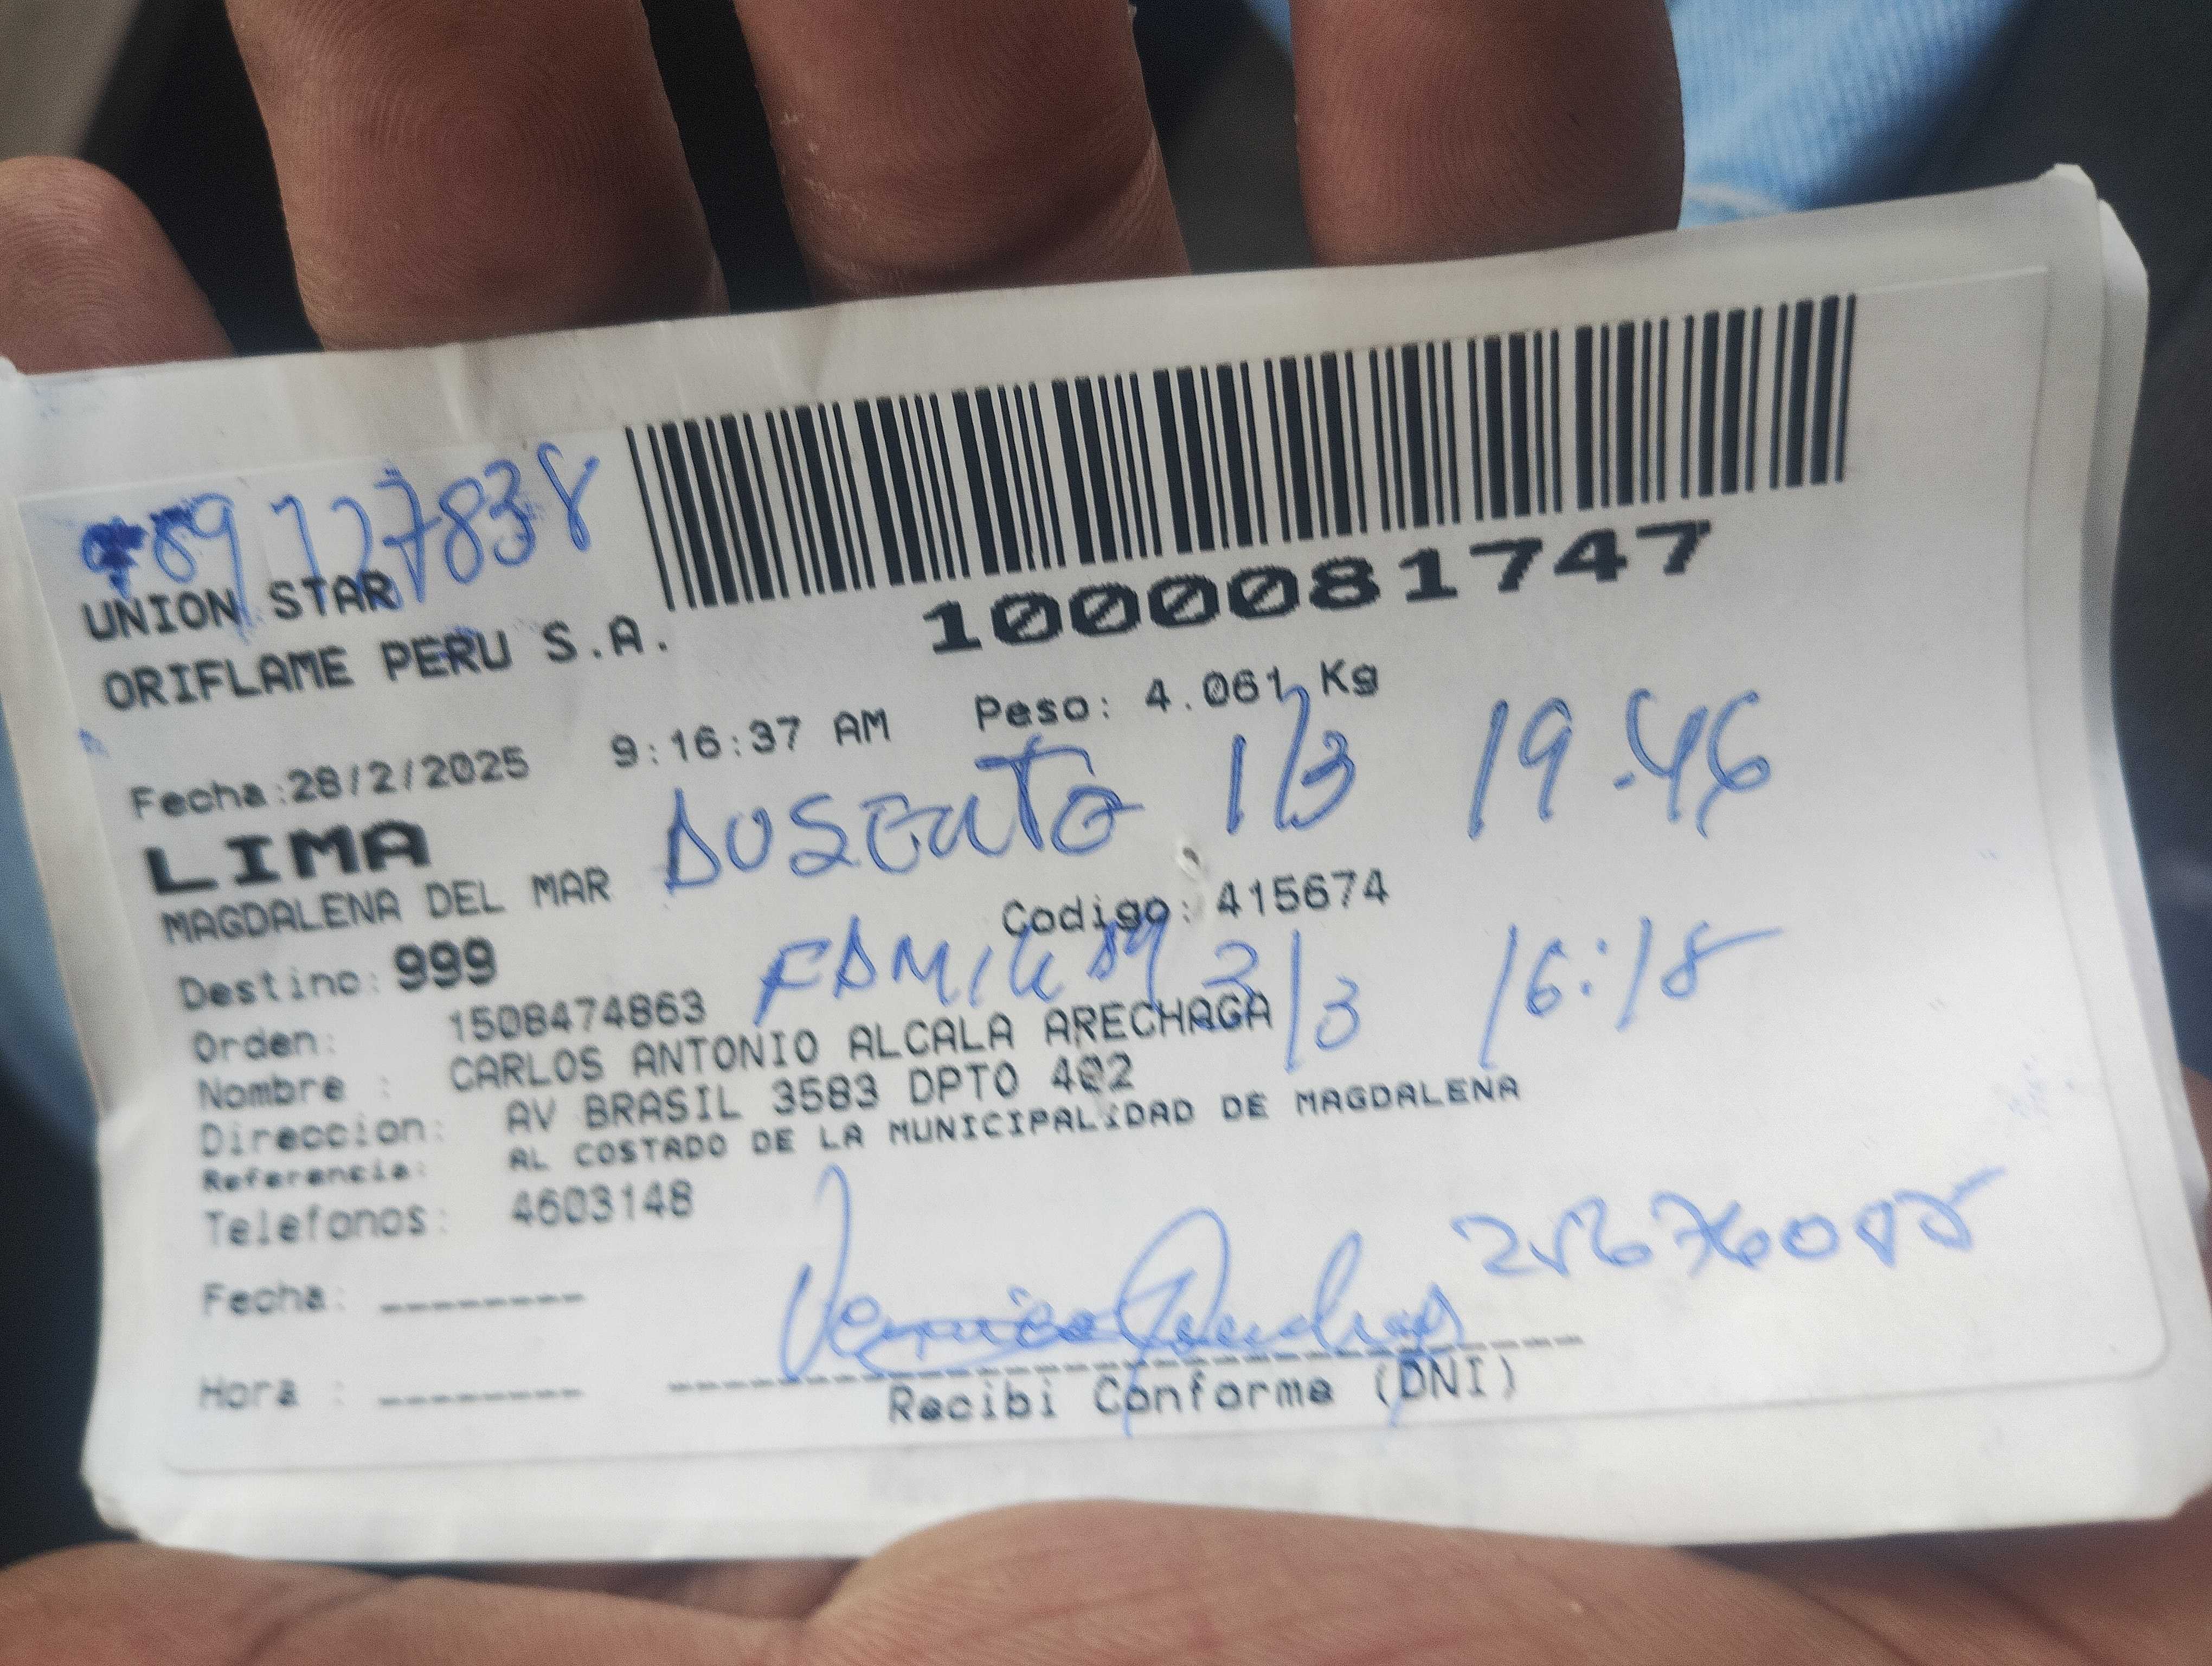 989727838
UNION STAR
ORIFLAME PERU S.A.
1000081747
Fecha:28/2/2025 9:16:37 AM Peso: 4.061 Kg
AUSENTE 1/3 19:46
LIMA
MAGDALENA DEL MAR
Codigo: 415674
Destino: 999
3/3 16:18
Orden: 1508474863
Nombre : CARLOS ANTONIO ALCALA ARECHAGA
Direccion: AV BRASIL 3583 DPTO 402
Referencia: AL COSTADO DE LA MUNICIPALIDAD DE MAGDALENA
Telefonos: 4603148
Fecha: --------
Hora : --------
Recibi Conforme (DNI)